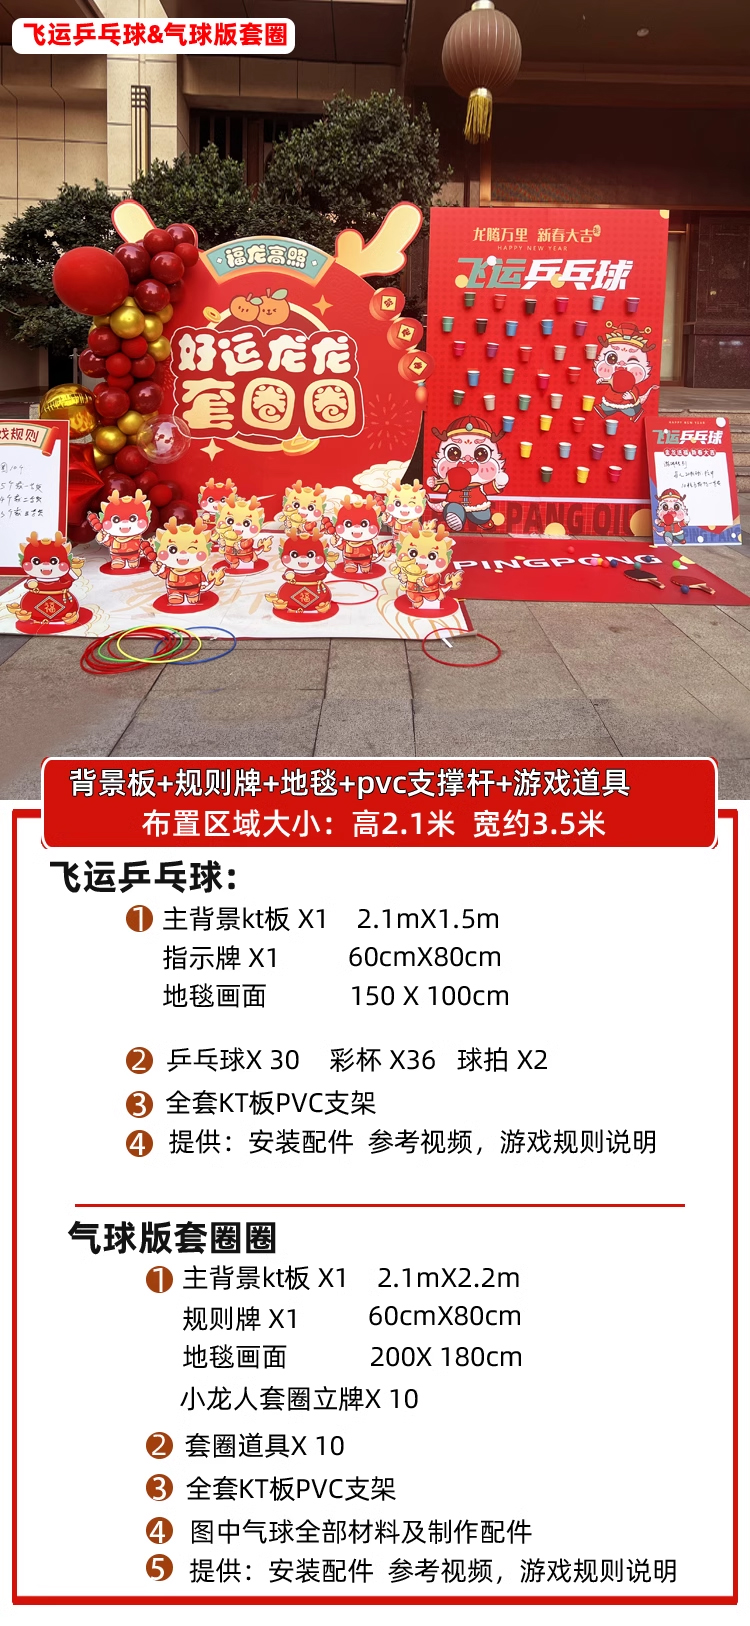 飞运乒乓球&气球版套圈
龙腾万里 新春大吉
HAPPY NEW YEAR
飞运乒乓球
福龙高照
好运龙龙
套圈圈
戏规则
HAPPY NEW YEAR
飞运乒乓球
PANG QIU
PINGPONG
福
背景板+规则牌+地毯+pvc支撑杆+游戏道具
布置区域大小：高2.1米 宽约3.5米
飞运乒乓球：
1 主背景kt板 X1 2.1mX1.5m
指示牌 X1 60cmX80cm
地毯画面 150 X 100cm
2 乒乓球X 30 彩杯 X36 球拍 X2
3 全套KT板PVC支架
4 提供：安装配件 参考视频，游戏规则说明
气球版套圈圈
1 主背景kt板 X1 2.1mX2.2m
规则牌 X1 60cmX80cm
地毯画面 200X 180cm
小龙人套圈立牌X 10
2 套圈道具X 10
3 全套KT板PVC支架
4 图中气球全部材料及制作配件
5 提供：安装配件 参考视频，游戏规则说明